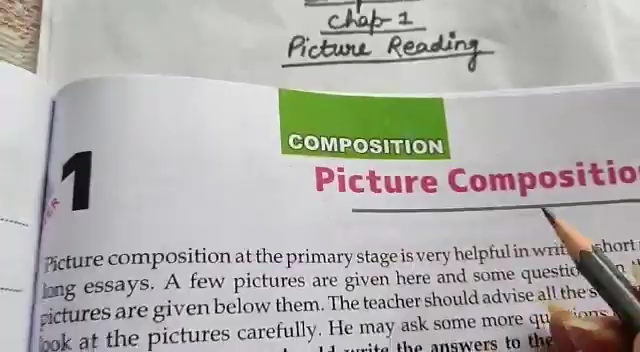 Chap-1
Picture Reading
COMPOSITION
1
Picture Compositio
Picture composition at the primary stage is very helpful in writ short
long essays. A few pictures are given here and some questio
pictures are given below them. The teacher should advise all the s
look at the pictures carefully. He may ask some more qu ions
write the answers to the